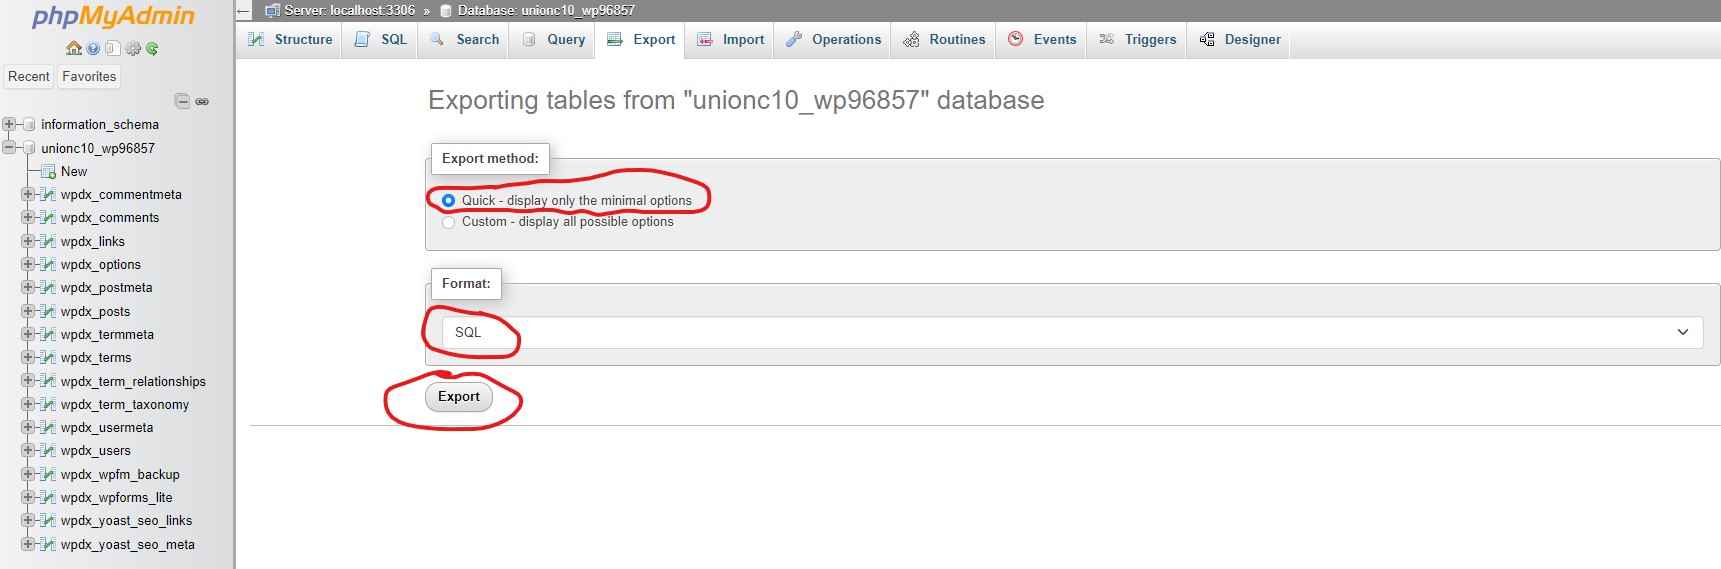 phpMyAdmin
Recent Favorites
information_schema
unionc10_wp96857
New
wpdx_commentmeta
wpdx_comments
wpdx_links
wpdx_options
wpdx_postmeta
wpdx_posts
wpdx_termmeta
wpdx_terms
wpdx_term_relationships
wpdx_term_taxonomy
wpdx_usermeta
wpdx_users
wpdx_wpfm_backup
wpdx_wpforms_lite
wpdx_yoast_seo_links
wpdx_yoast_seo_meta
Server: localhost:3306 » Database: unionc10_wp96857
Structure SQL Search Query Export Import Operations Routines Events Triggers Designer
Exporting tables from "unionc10_wp96857" database
Export method:
Quick - display only the minimal options
Custom - display all possible options
Format:
SQL
Export